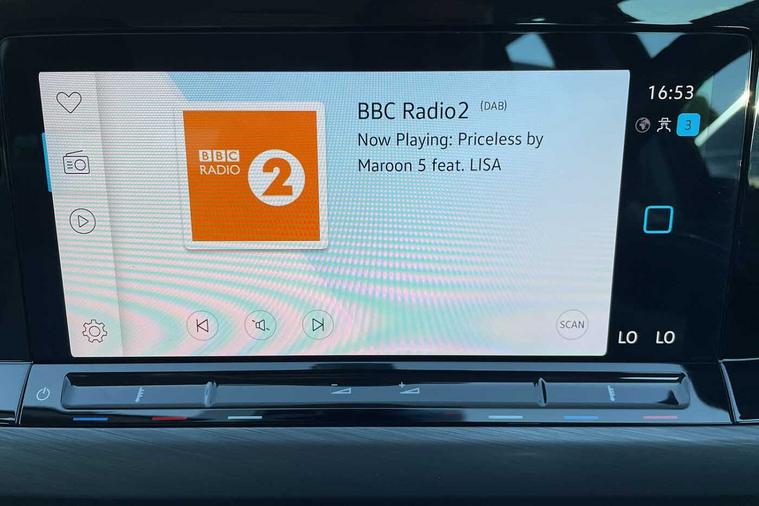 BBC Radio2 (DAB)
Now Playing: Priceless by
Maroon 5 feat. LISA
BBC
RADIO
2
SCAN
16:53
3
LO LO
- +